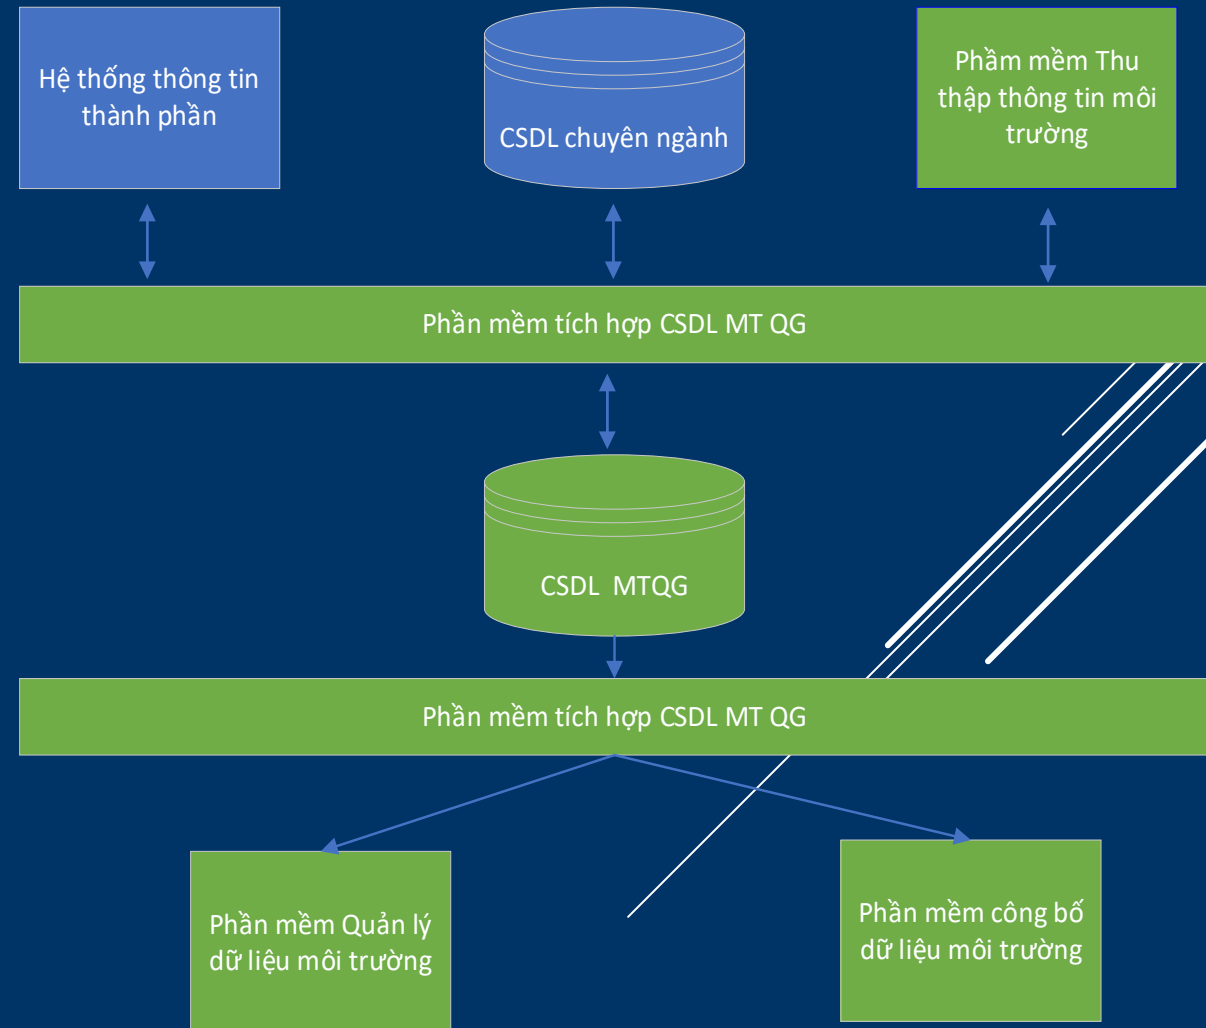 Hệ thống thông tin
thành phần
CSDL chuyên ngành
Phầm mềm Thu
thập thông tin môi
trường
Phần mềm tích hợp CSDL MT QG
CSDL  MTQG
Phần mềm tích hợp CSDL MT QG
Phần mềm Quản lý
dữ liệu môi trường
Phần mềm công bố
dữ liệu môi trường